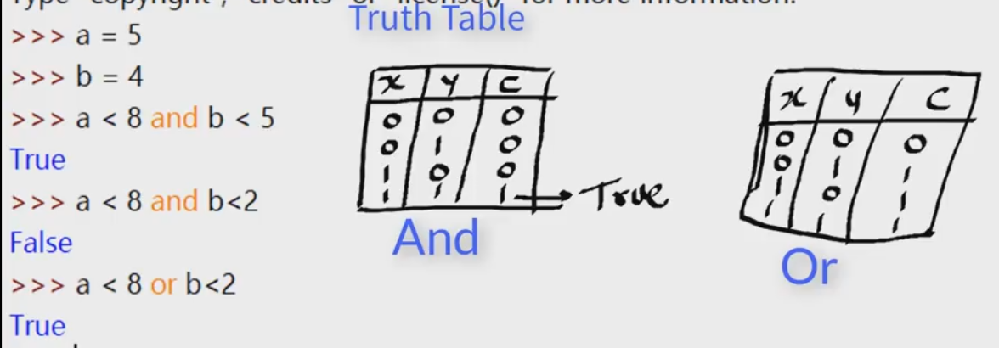 Type "copyright", "credits" or "license()" for more information.
Truth Table
>>> a = 5
>>> b = 4
>>> a < 8 and b < 5
True
>>> a < 8 and b<2
False
>>> a < 8 or b<2
True
x y c
0 0 0
0 1 0
1 0 0
1 1 1 → True
And
x y c
0 0 0
0 1 1
1 0 1
1 1 1
Or